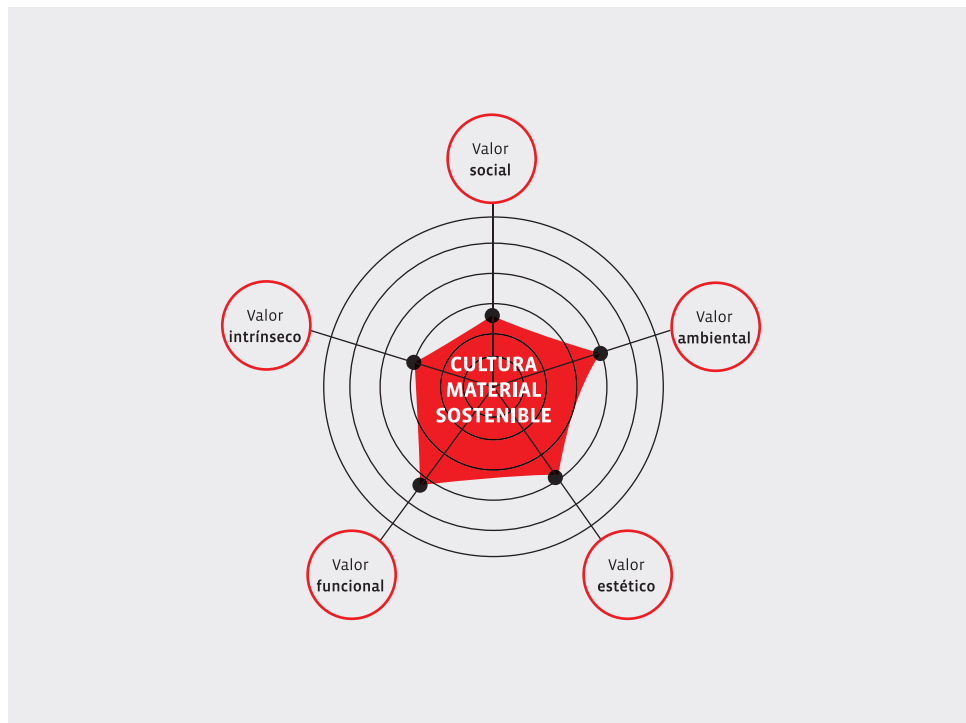 Valor
social
Valor
intrínseco
Valor
ambiental
CULTURA
MATERIAL
SOSTENIBLE
Valor
funcional
Valor
estético